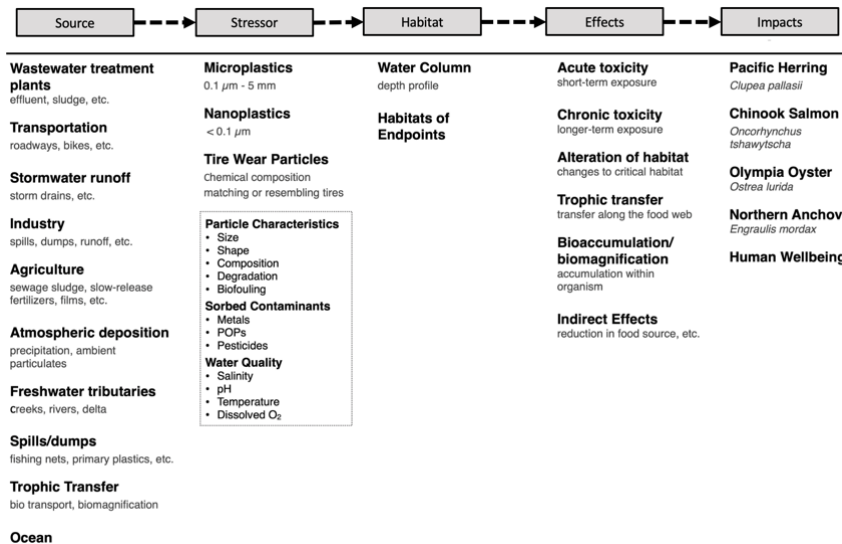 Source
Stressor
Habitat
Effects
Impacts
Wastewater treatment
plants
effluent, sludge, etc.
Transportation
roadways, bikes, etc.
Stormwater runoff
storm drains, etc.
Industry
spills, dumps, runoff, etc.
Agriculture
sewage sludge, slow-release
fertilizers, films, etc.
Atmospheric deposition
precipitation, ambient
particulates
Freshwater tributaries
creeks, rivers, delta
Spills/dumps
fishing nets, primary plastics, etc.
Trophic Transfer
bio transport, biomagnification
Ocean
Microplastics
0.1 µm - 5 mm
Nanoplastics
< 0.1 µm
Tire Wear Particles
Chemical composition
matching or resembling tires
Particle Characteristics
• Size
• Shape
• Composition
• Degradation
• Biofouling
Sorbed Contaminants
• Metals
• POPs
• Pesticides
Water Quality
• Salinity
• pH
• Temperature
• Dissolved O₂
Water Column
depth profile
Habitats of
Endpoints
Acute toxicity
short-term exposure
Chronic toxicity
longer-term exposure
Alteration of habitat
changes to critical habitat
Trophic transfer
transfer along the food web
Bioaccumulation/
biomagnification
accumulation within
organism
Indirect Effects
reduction in food source, etc.
Pacific Herring
Clupea pallasii
Chinook Salmon
Oncorhynchus
tshawytscha
Olympia Oyster
Ostrea lurida
Northern Anchov
Engraulis mordax
Human Wellbeing